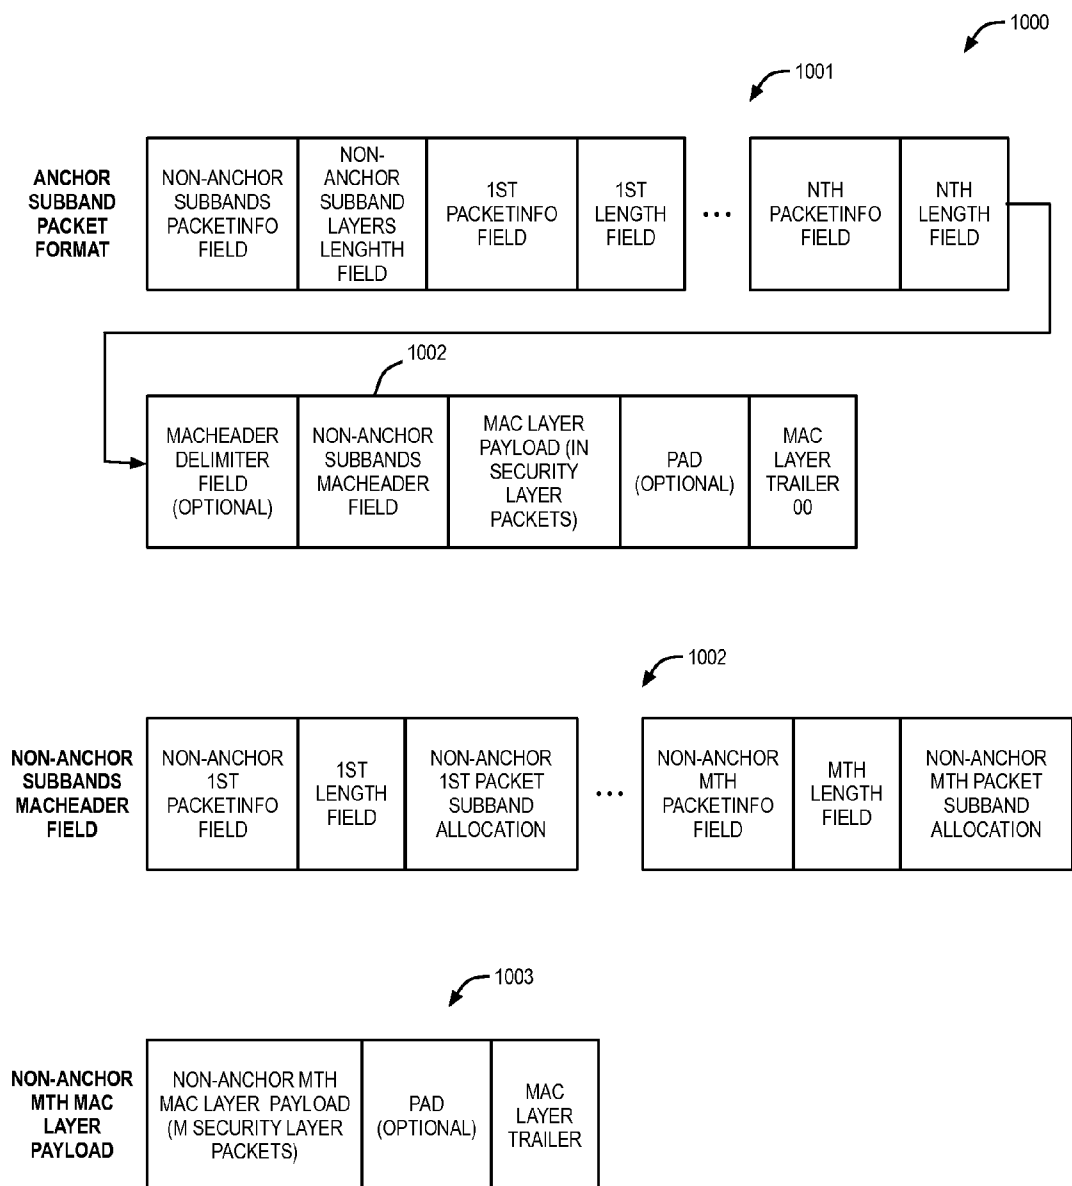 1000
1001
ANCHOR
SUBBAND
PACKET
FORMAT
NON-ANCHOR
SUBBANDS
PACKETINFO
FIELD
NON-
ANCHOR
SUBBAND
LAYERS
LENGHTH
FIELD
1ST
PACKETINFO
FIELD
1ST
LENGTH
FIELD
...
NTH
PACKETINFO
FIELD
NTH
LENGTH
FIELD
1002
MACHEADER
DELIMITER
FIELD
(OPTIONAL)
NON-ANCHOR
SUBBANDS
MACHEADER
FIELD
MAC LAYER
PAYLOAD (IN
SECURITY
LAYER
PACKETS)
PAD
(OPTIONAL)
MAC
LAYER
TRAILER
00
1002
NON-ANCHOR
SUBBANDS
MACHEADER
FIELD
NON-ANCHOR
1ST
PACKETINFO
FIELD
1ST
LENGTH
FIELD
NON-ANCHOR
1ST PACKET
SUBBAND
ALLOCATION
...
NON-ANCHOR
MTH
PACKETINFO
FIELD
MTH
LENGTH
FIELD
NON-ANCHOR
MTH PACKET
SUBBAND
ALLOCATION
1003
NON-ANCHOR
MTH MAC
LAYER
PAYLOAD
NON-ANCHOR MTH
MAC LAYER PAYLOAD
(M SECURITY LAYER
PACKETS)
PAD
(OPTIONAL)
MAC
LAYER
TRAILER